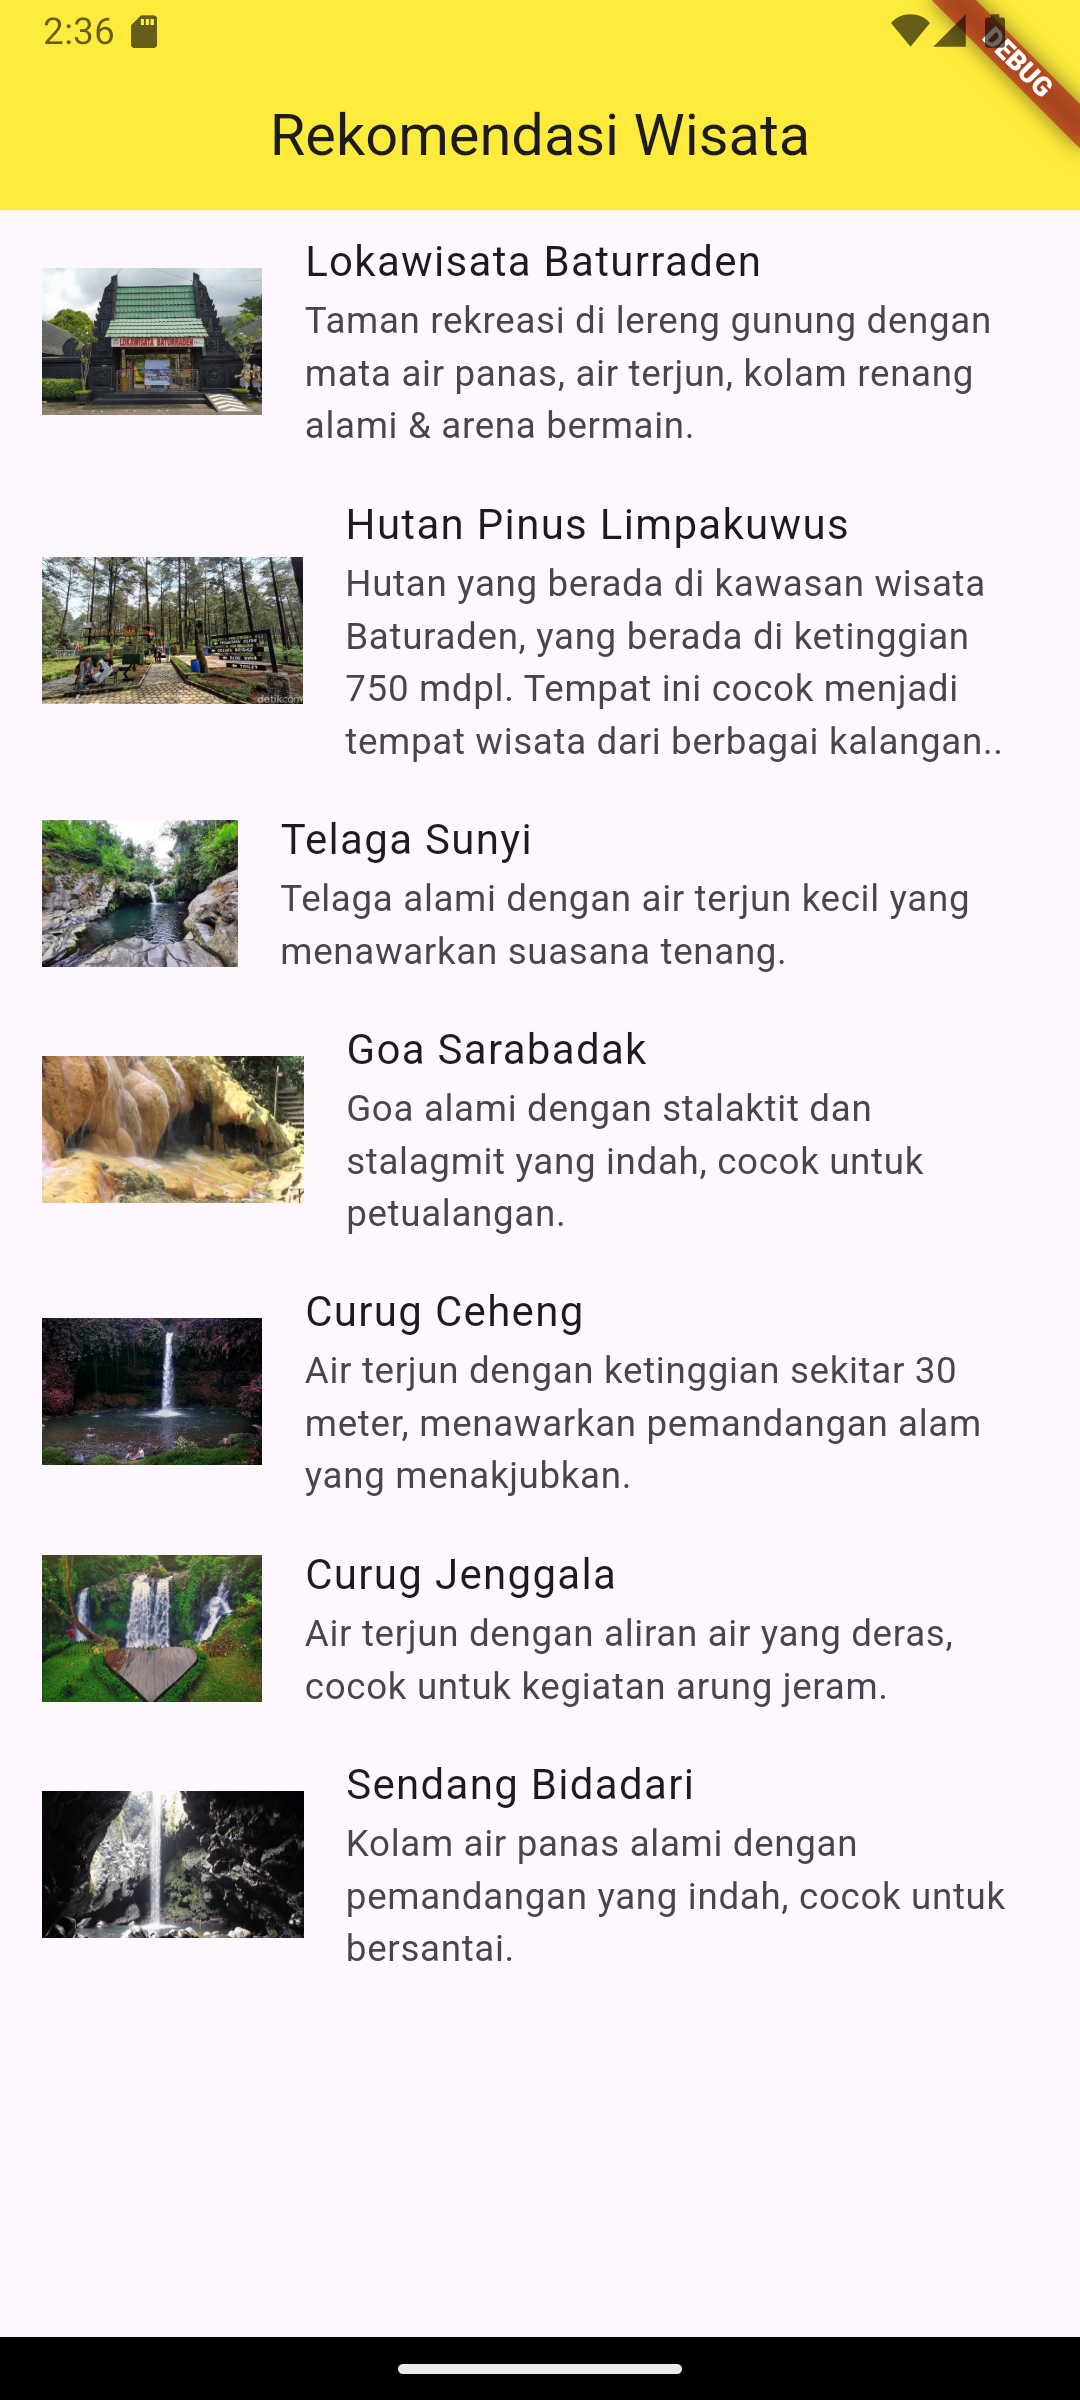 2:36
DEBUG
Rekomendasi Wisata
LOKAWISATA BATURRADEN
Lokawisata Baturraden
Taman rekreasi di lereng gunung dengan
mata air panas, air terjun, kolam renang
alami & arena bermain.
Hutan Pinus Limpakuwus
Hutan yang berada di kawasan wisata
Baturaden, yang berada di ketinggian
750 mdpl. Tempat ini cocok menjadi
tempat wisata dari berbagai kalangan..
detikcom
Telaga Sunyi
Telaga alami dengan air terjun kecil yang
menawarkan suasana tenang.
Goa Sarabadak
Goa alami dengan stalaktit dan
stalagmit yang indah, cocok untuk
petualangan.
Curug Ceheng
Air terjun dengan ketinggian sekitar 30
meter, menawarkan pemandangan alam
yang menakjubkan.
Curug Jenggala
Air terjun dengan aliran air yang deras,
cocok untuk kegiatan arung jeram.
Sendang Bidadari
Kolam air panas alami dengan
pemandangan yang indah, cocok untuk
bersantai.